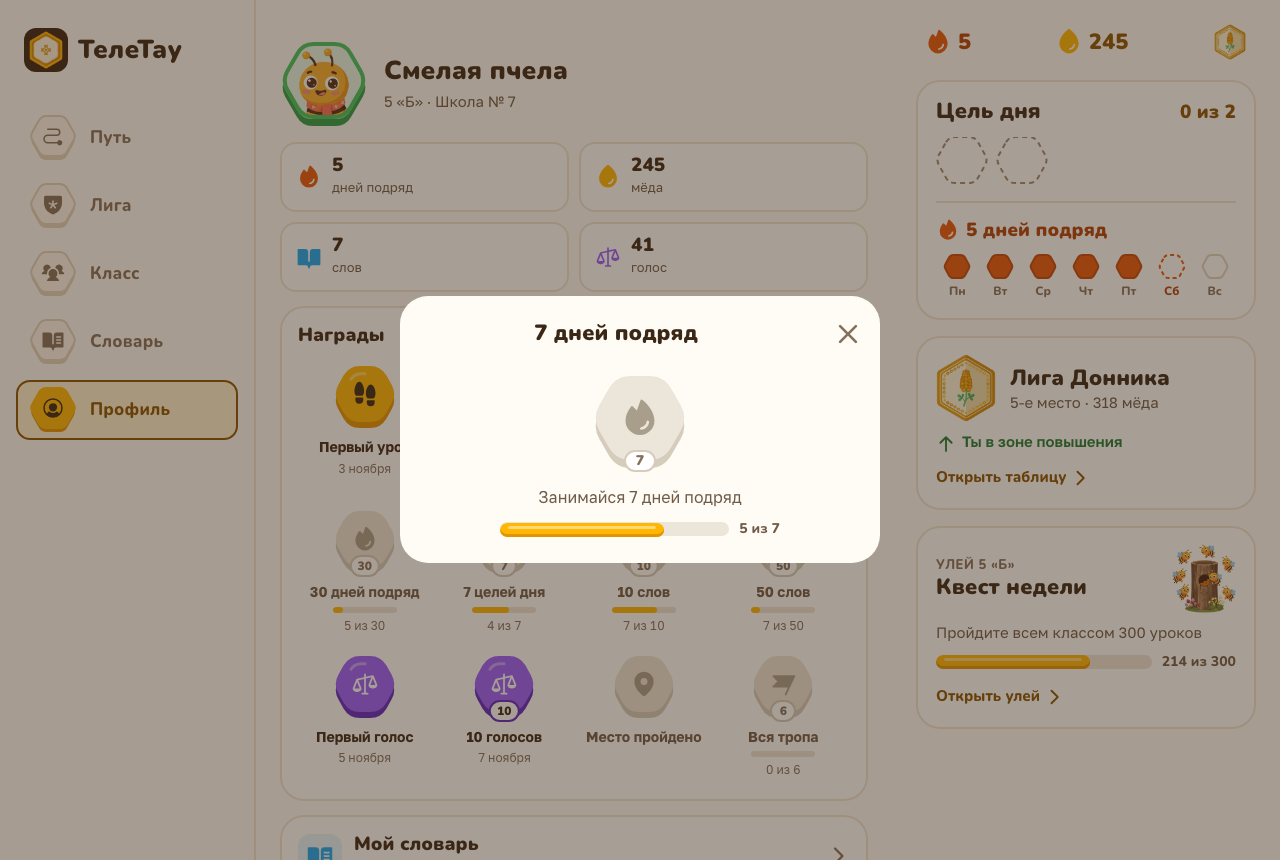 ТелеТау
Путь
Лига
Класс
Словарь
Профиль
Смелая пчела
5 «Б» · Школа № 7
5
дней подряд
245
мёда
7
слов
41
голос
Награды
Первый уро
3 ноября
7 дней подряд
7
Занимайся 7 дней подряд
5 из 7
30
30 дней подряд
5 из 30
7
7 целей дня
4 из 7
10
10 слов
7 из 10
50
50 слов
7 из 50
Первый голос
5 ноября
10
10 голосов
7 ноября
Место пройдено
6
Вся тропа
0 из 6
Мой словарь
5
245
Цель дня
0 из 2
5 дней подряд
Пн Вт Ср Чт Пт Сб Вс
Лига Донника
5-е место · 318 мёда
Ты в зоне повышения
Открыть таблицу
УЛЕЙ 5 «Б»
Квест недели
Пройдите всем классом 300 уроков
214 из 300
Открыть улей